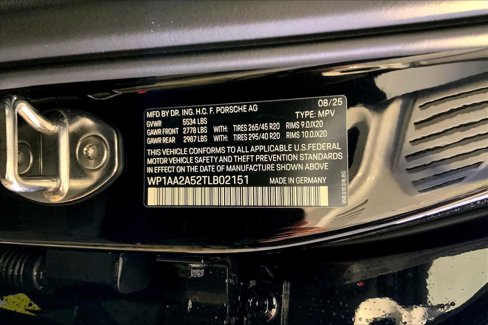 MFD BY DR. ING. H.C. F. PORSCHE AG 08/25
GVWR 5534 LBS TYPE: MPV
GAWR FRONT 2778 LBS WITH TIRES 265/45 R20 RIMS 9.0JX20
GAWR REAR 2987 LBS WITH TIRES 295/40 R20 RIMS 10.0JX20
THIS VEHICLE CONFORMS TO ALL APPLICABLE U.S.FEDERAL
MOTOR VEHICLE SAFETY AND THEFT PREVENTION STANDARDS
IN EFFECT ON THE DATE OF MANUFACTURE SHOWN ABOVE
WP1AA2A52TLB02151 MADE IN GERMANY